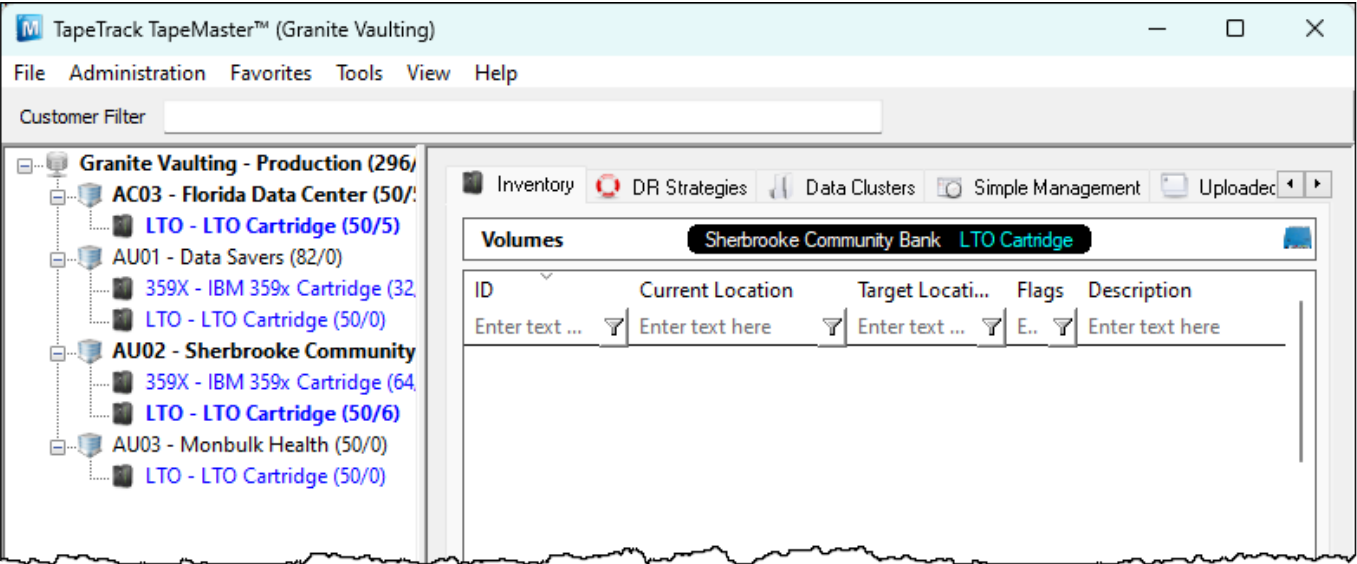 TapeTrack TapeMaster™ (Granite Vaulting)
File Administration Favorites Tools View Help
Customer Filter
Granite Vaulting - Production (296/
AC03 - Florida Data Center (50/
LTO - LTO Cartridge (50/5)
AU01 - Data Savers (82/0)
359X - IBM 359x Cartridge (32,
LTO - LTO Cartridge (50/0)
AU02 - Sherbrooke Community
359X - IBM 359x Cartridge (64,
LTO - LTO Cartridge (50/6)
AU03 - Monbulk Health (50/0)
LTO - LTO Cartridge (50/0)
Inventory DR Strategies Data Clusters Simple Management Uploaded
Volumes Sherbrooke Community Bank LTO Cartridge
ID Current Location Target Locati... Flags Description
Enter text ... Enter text here Enter text ... E.. Enter text here